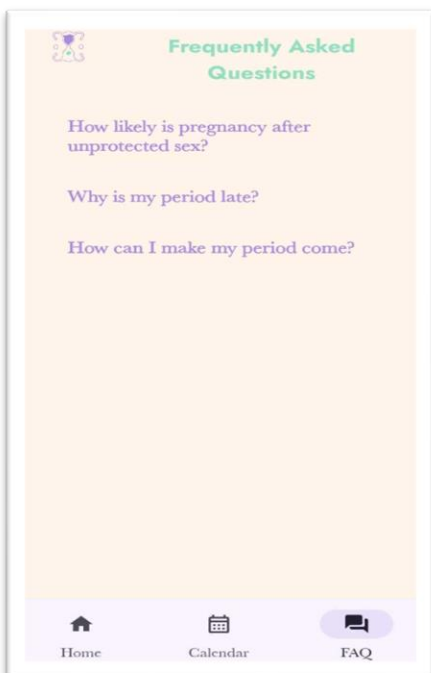 Frequently Asked
Questions
How likely is pregnancy after
unprotected sex?
Why is my period late?
How can I make my period come?
Home
Calendar
FAQ